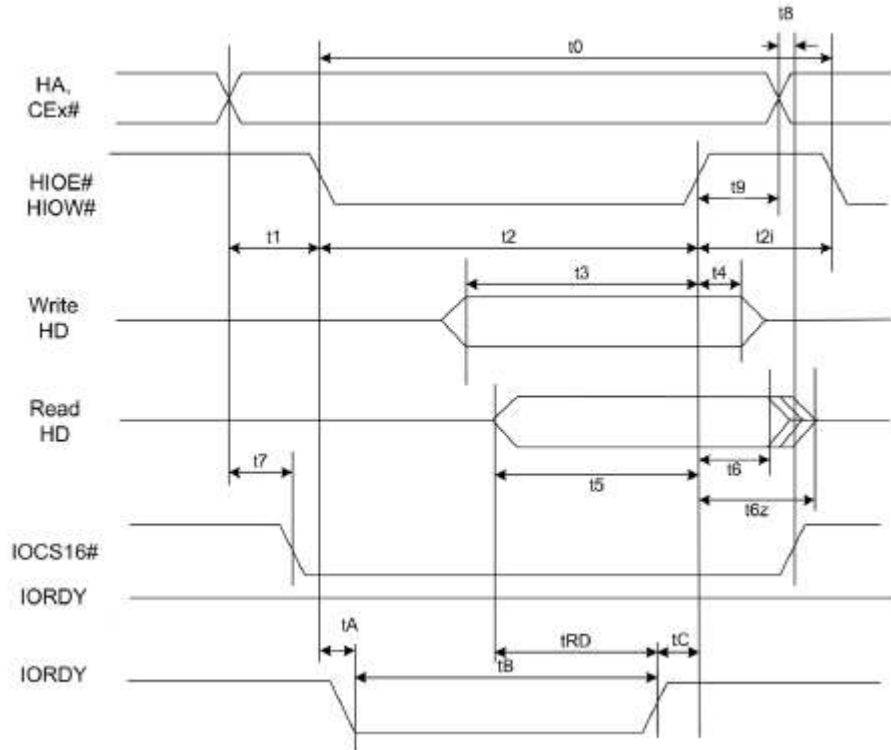 t8
t0
HA,
CEx#
HIOE#
HIOW#
t9
t1
t2
t2i
t3
t4
Write
HD
Read
HD
t7
t6
t5
t6z
IOCS16#
IORDY
tA
tRD
tC
tB
IORDY